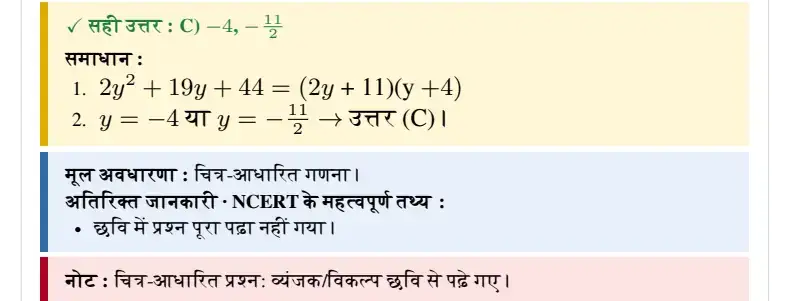 ✓ सही उत्तर : C) −4, −11/2
समाधान :
1. 2y² + 19y + 44 = (2y + 11)(y +4)
2. y = −4 या y = −11/2 → उत्तर (C)।
मूल अवधारणा : चित्र-आधारित गणना।
अतिरिक्त जानकारी · NCERT के महत्वपूर्ण तथ्य :
• छवि में प्रश्न पूरा पढ़ा नहीं गया।
नोट : चित्र-आधारित प्रश्न: व्यंजक/विकल्प छवि से पढ़े गए।